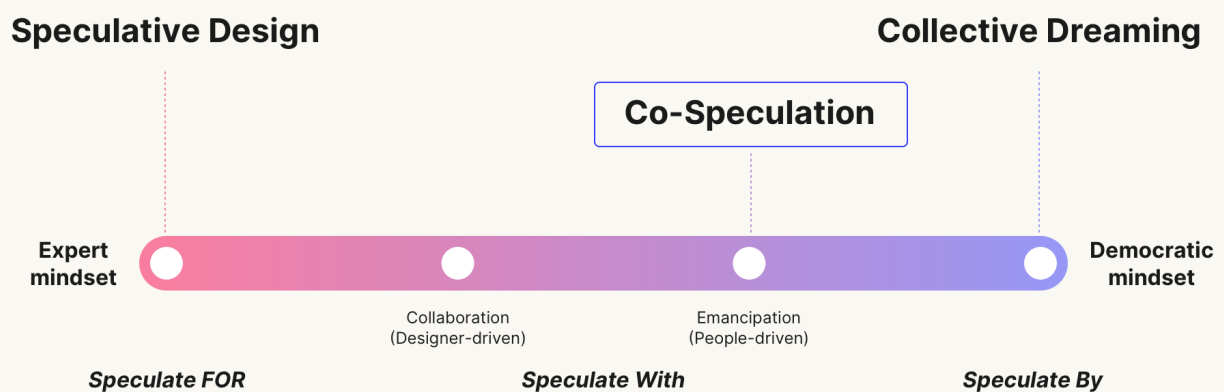 Speculative Design
Collective Dreaming
Co-Speculation
Expert
mindset
Democratic
mindset
Collaboration
(Designer-driven)
Emancipation
(People-driven)
Speculate FOR
Speculate With
Speculate By